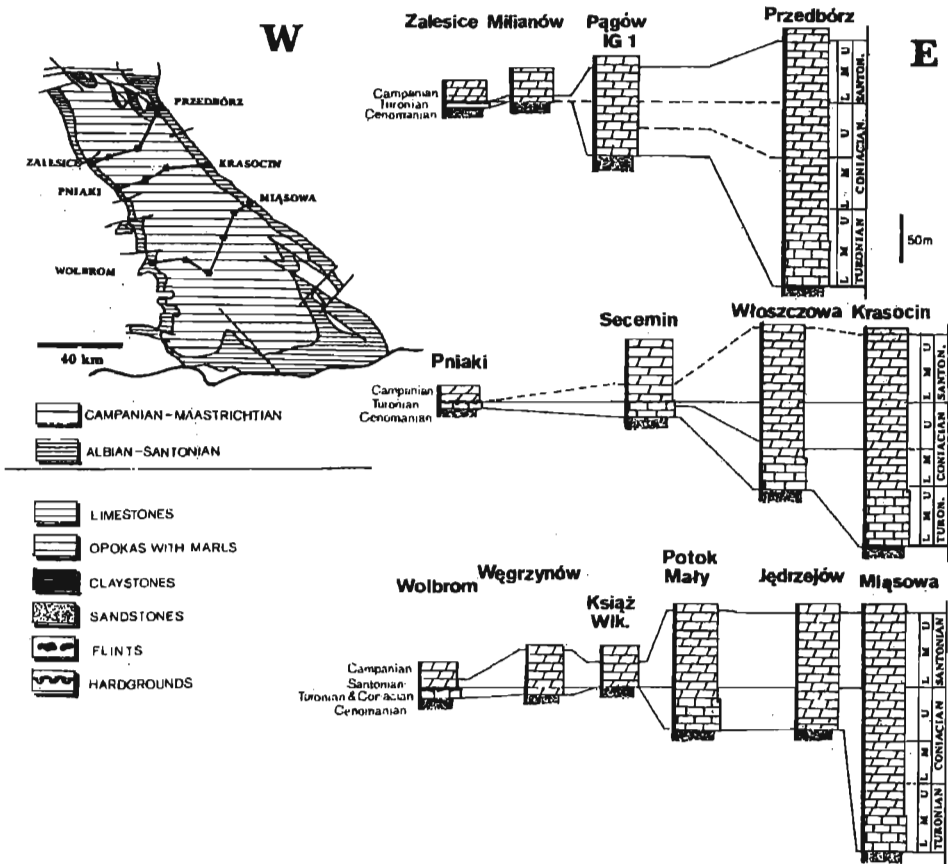 W
E
Zalesice Milianów
Pągów
IG 1
Przedbórz
Campanian
Turonian
Cenomanian
L M U
SANTON.
L M U
CONIACIAN
L M U
TURONIAN
50m
PRZEDBÓRZ
ZALESICE
KRASOCIN
PNIAKI
MIĄSOWA
WOLBROM
40 km
CAMPANIAN-MAASTRICHTIAN
ALBIAN-SANTONIAN
LIMESTONES
OPOKAS WITH MARLS
CLAYSTONES
SANDSTONES
FLINTS
HARDGROUNDS
Pniaki
Secemin
Włoszczowa Krasocin
Campanian
Turonian
Cenomanian
L M U
SANTON.
L M U
CONIACIAN
L M U
TURON.
Wolbrom
Węgrzynów
Książ
Wlk.
Potok
Mały
Jędrzejów
Miąsowa
Campanian
Santonian-
Turonian & Coniacian
Cenomanian
L M U
SANTONIAN
L M U
CONIACIAN
L M U
TURONIAN